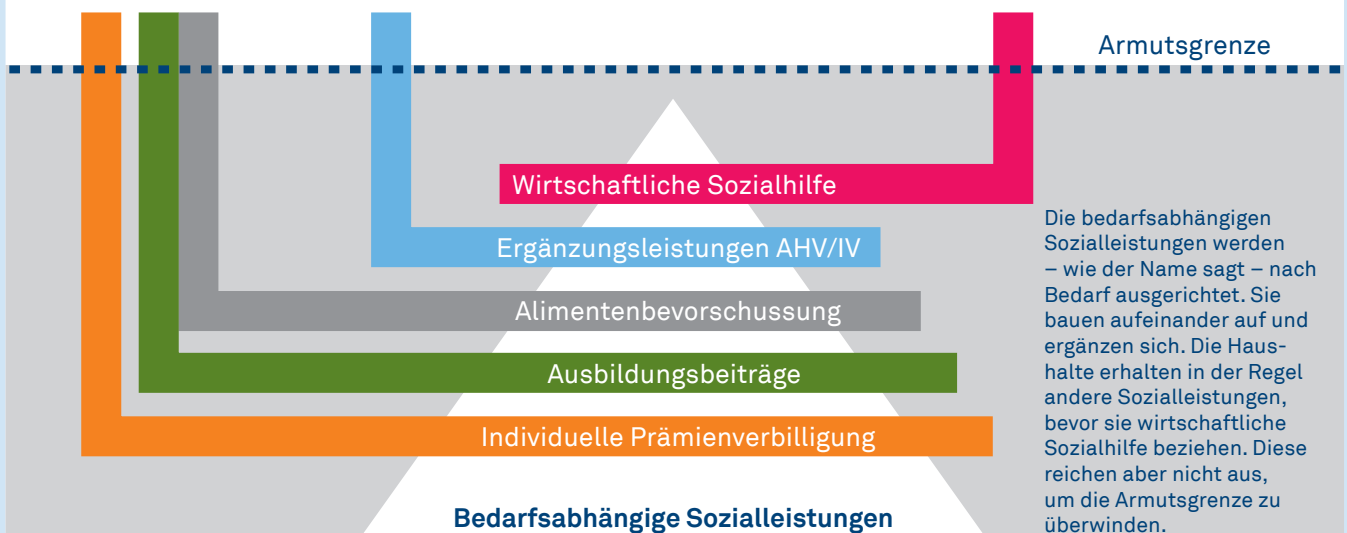 Armutsgrenze
Wirtschaftliche Sozialhilfe
Ergänzungsleistungen AHV/IV
Alimentenbevorschussung
Ausbildungsbeiträge
Individuelle Prämienverbilligung
Bedarfsabhängige Sozialleistungen
Die bedarfsabhängigen
Sozialleistungen werden
– wie der Name sagt – nach
Bedarf ausgerichtet. Sie
bauen aufeinander auf und
ergänzen sich. Die Haus-
halte erhalten in der Regel
andere Sozialleistungen,
bevor sie wirtschaftliche
Sozialhilfe beziehen. Diese
reichen aber nicht aus,
um die Armutsgrenze zu
überwinden.